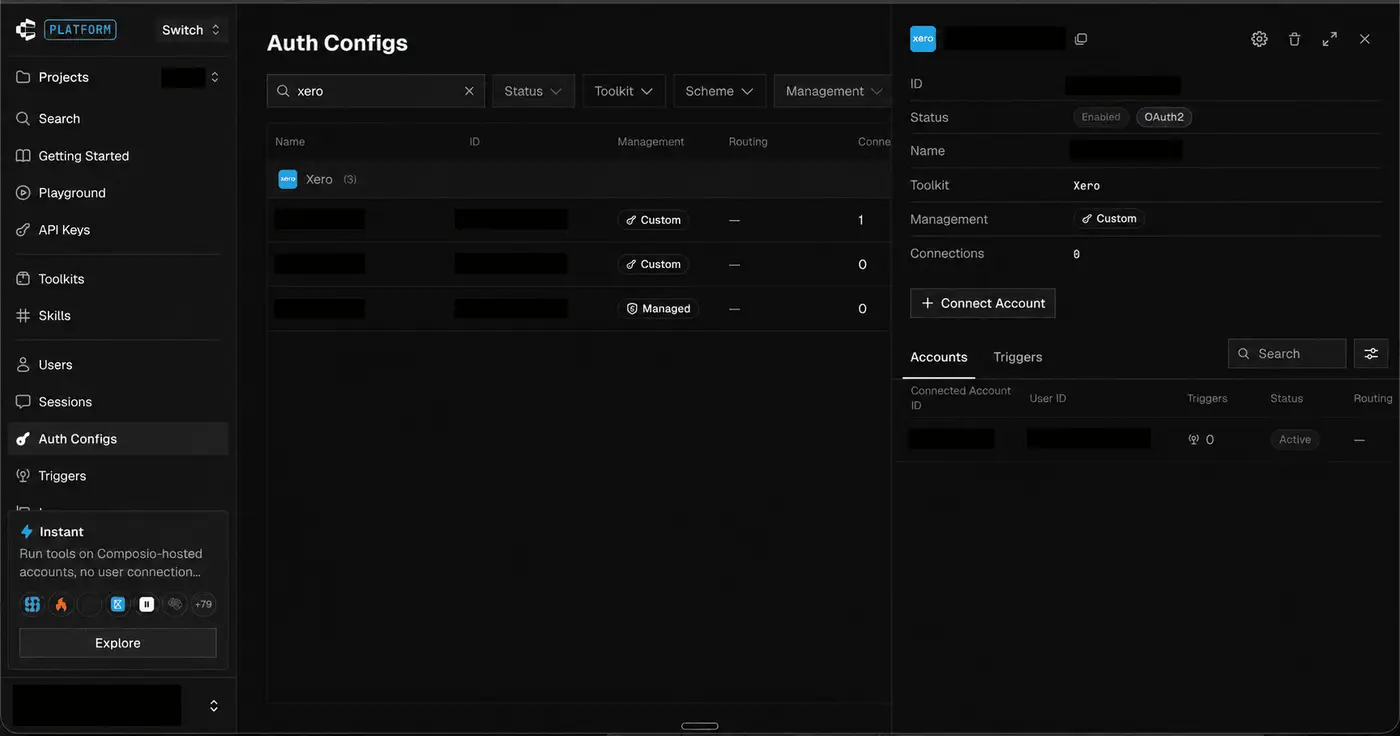 PLATFORM
Switch
Projects
Search
Getting Started
Playground
API Keys
Toolkits
Skills
Users
Sessions
Auth Configs
Triggers
Instant
Run tools on Composio-hosted
accounts, no user connection...
+79
Explore
Auth Configs
xero
Status
Toolkit
Scheme
Management
Name ID Management Routing Conne
xero Xero (3)
Custom — 1
Custom — 0
Managed — 0
xero
ID
Status Enabled OAuth2
Name
Toolkit Xero
Management Custom
Connections 0
+ Connect Account
Accounts Triggers
Search
Connected Account
ID
User ID Triggers Status Routing
0 Active —